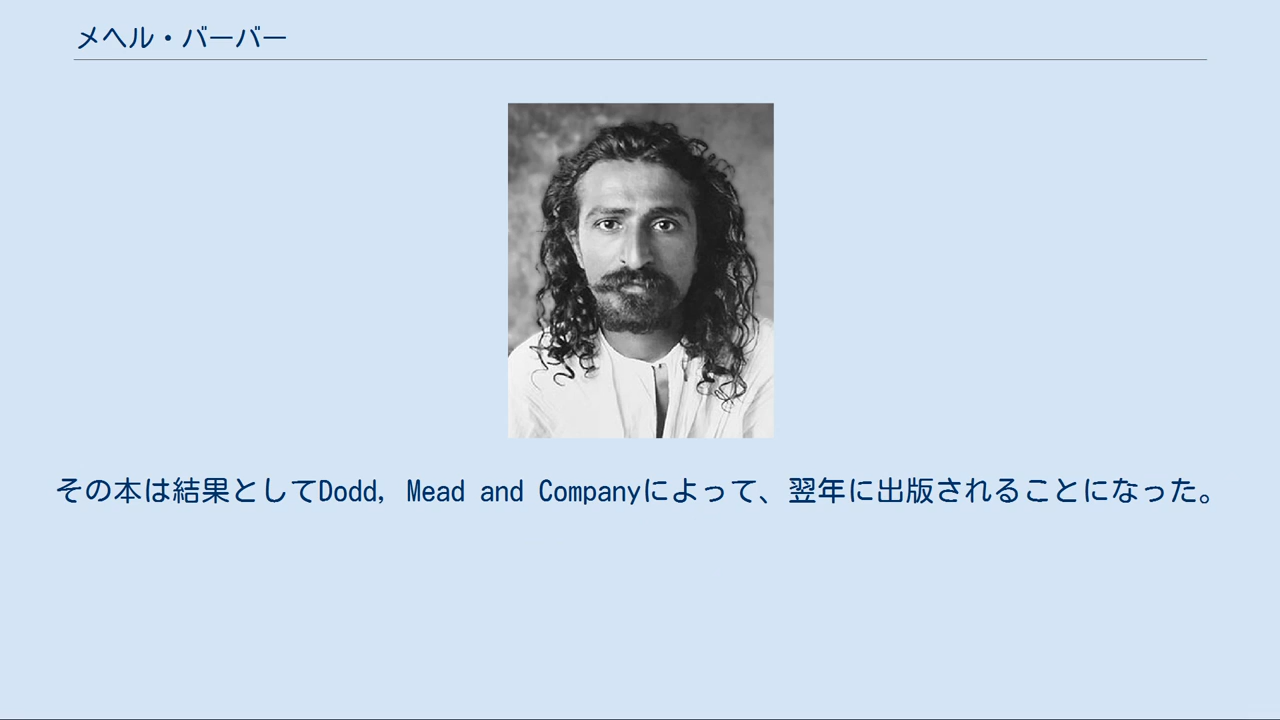 メヘル・バーバー
その本は結果としてDodd, Mead and Companyによって、翌年に出版されることになった。